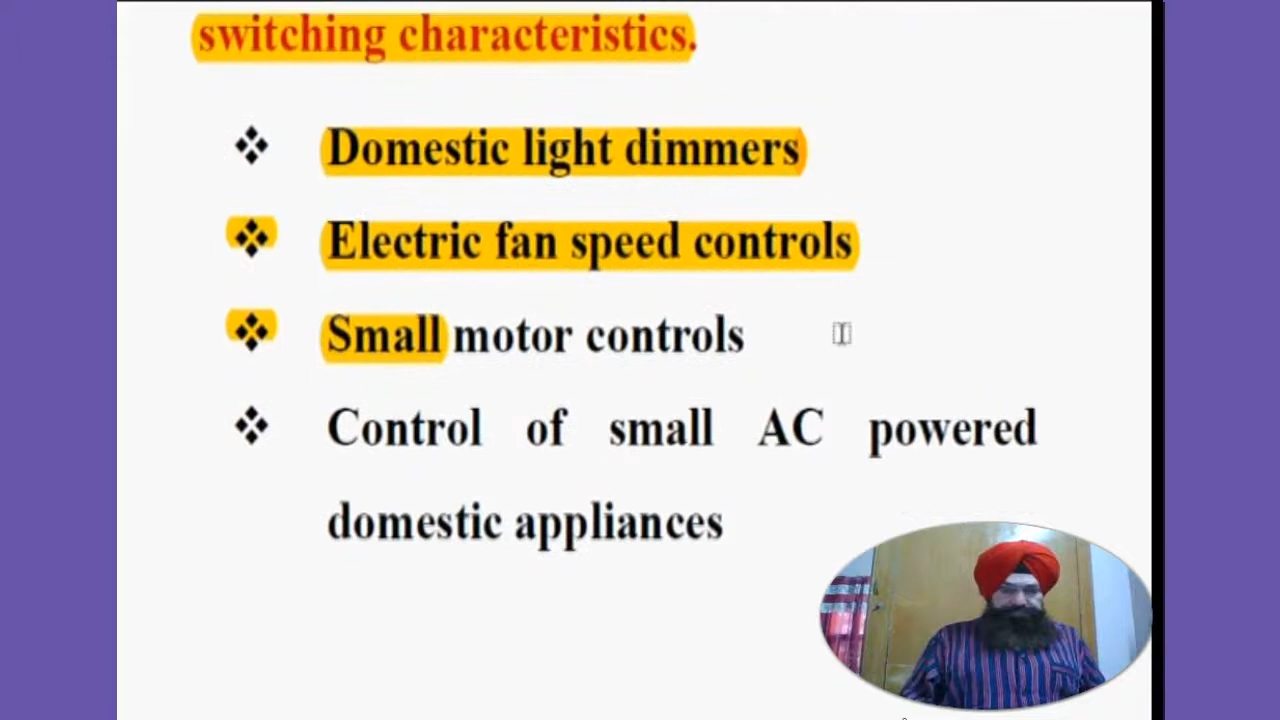 switching characteristics.
Domestic light dimmers
Electric fan speed controls
Small motor controls
Control of small AC powered
domestic appliances